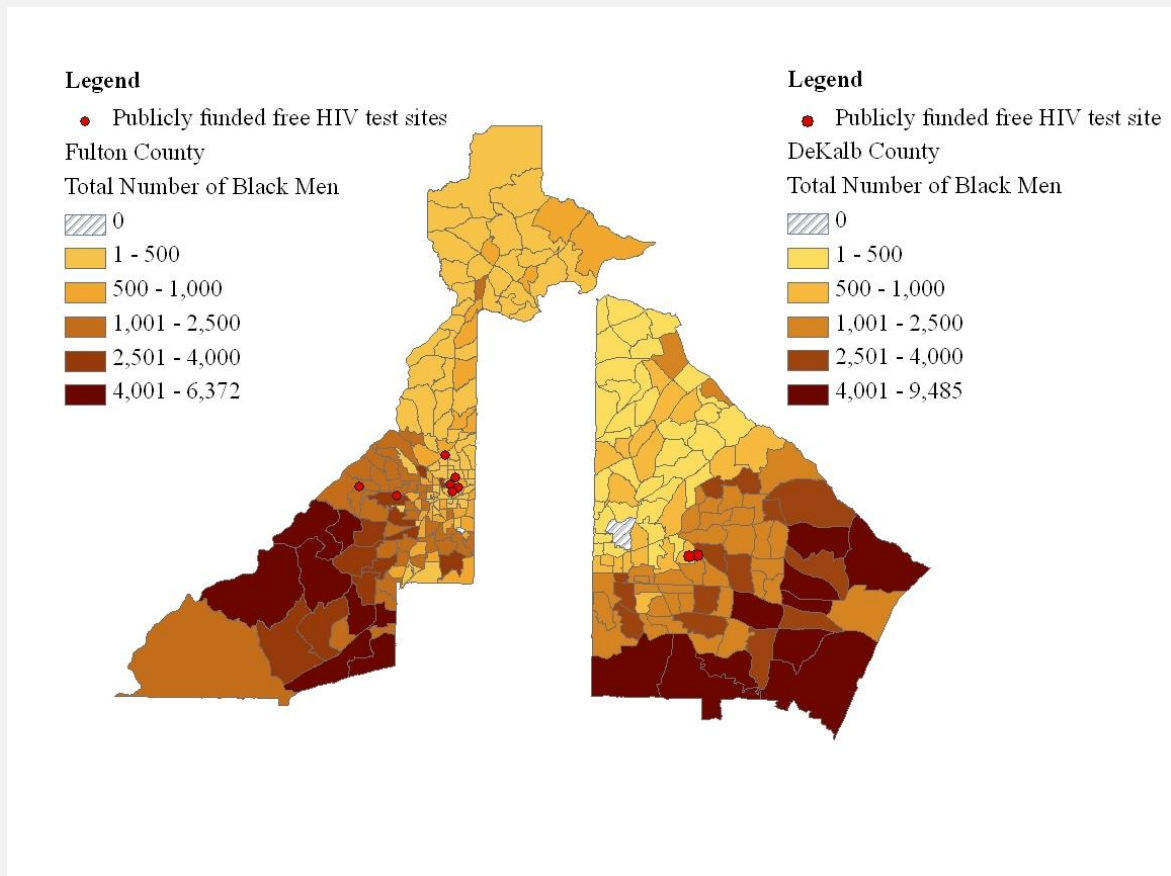 Legend
Publicly funded free HIV test sites
Fulton County
Total Number of Black Men
0
1 - 500
500 - 1,000
1,001 - 2,500
2,501 - 4,000
4,001 - 6,372
Legend
Publicly funded free HIV test site
DeKalb County
Total Number of Black Men
0
1 - 500
500 - 1,000
1,001 - 2,500
2,501 - 4,000
4,001 - 9,485